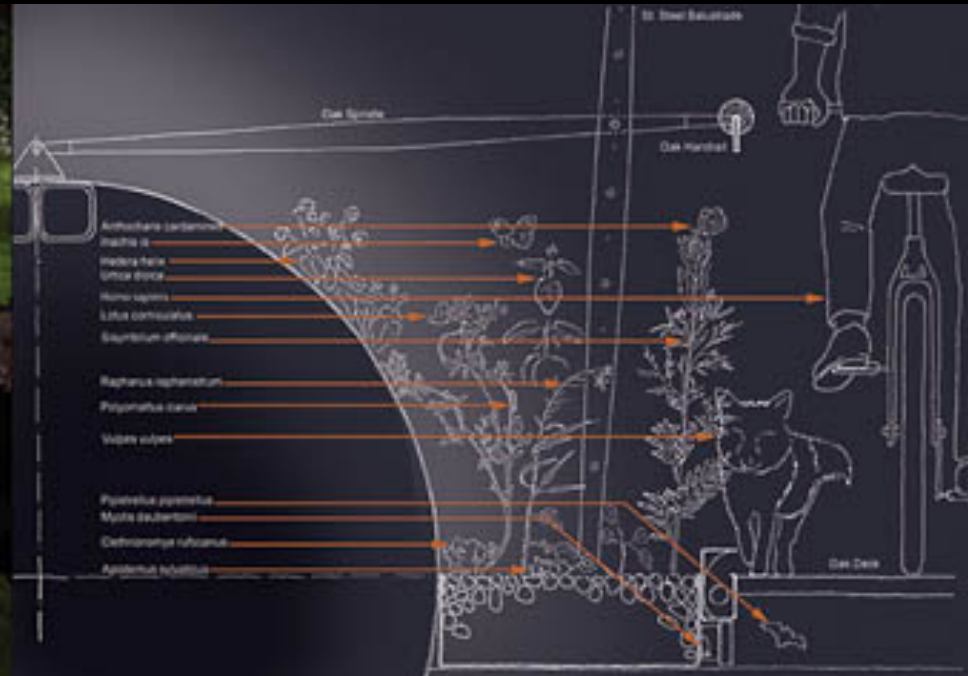 St. Steel Balustrade
Oak Spindle
Oak Handrail
Anthocharis cardamines
Inachis io
Hedera helix
Urtica dioica
Homo sapiens
Lotus corniculatus
Sisymbrium officinale
Raphanus raphanistrum
Polyommatus icarus
Vulpes vulpes
Pipistrellus pipistrellus
Myotis daubentonii
Clethrionomys
Apodemus sylvaticus
Oak Deck